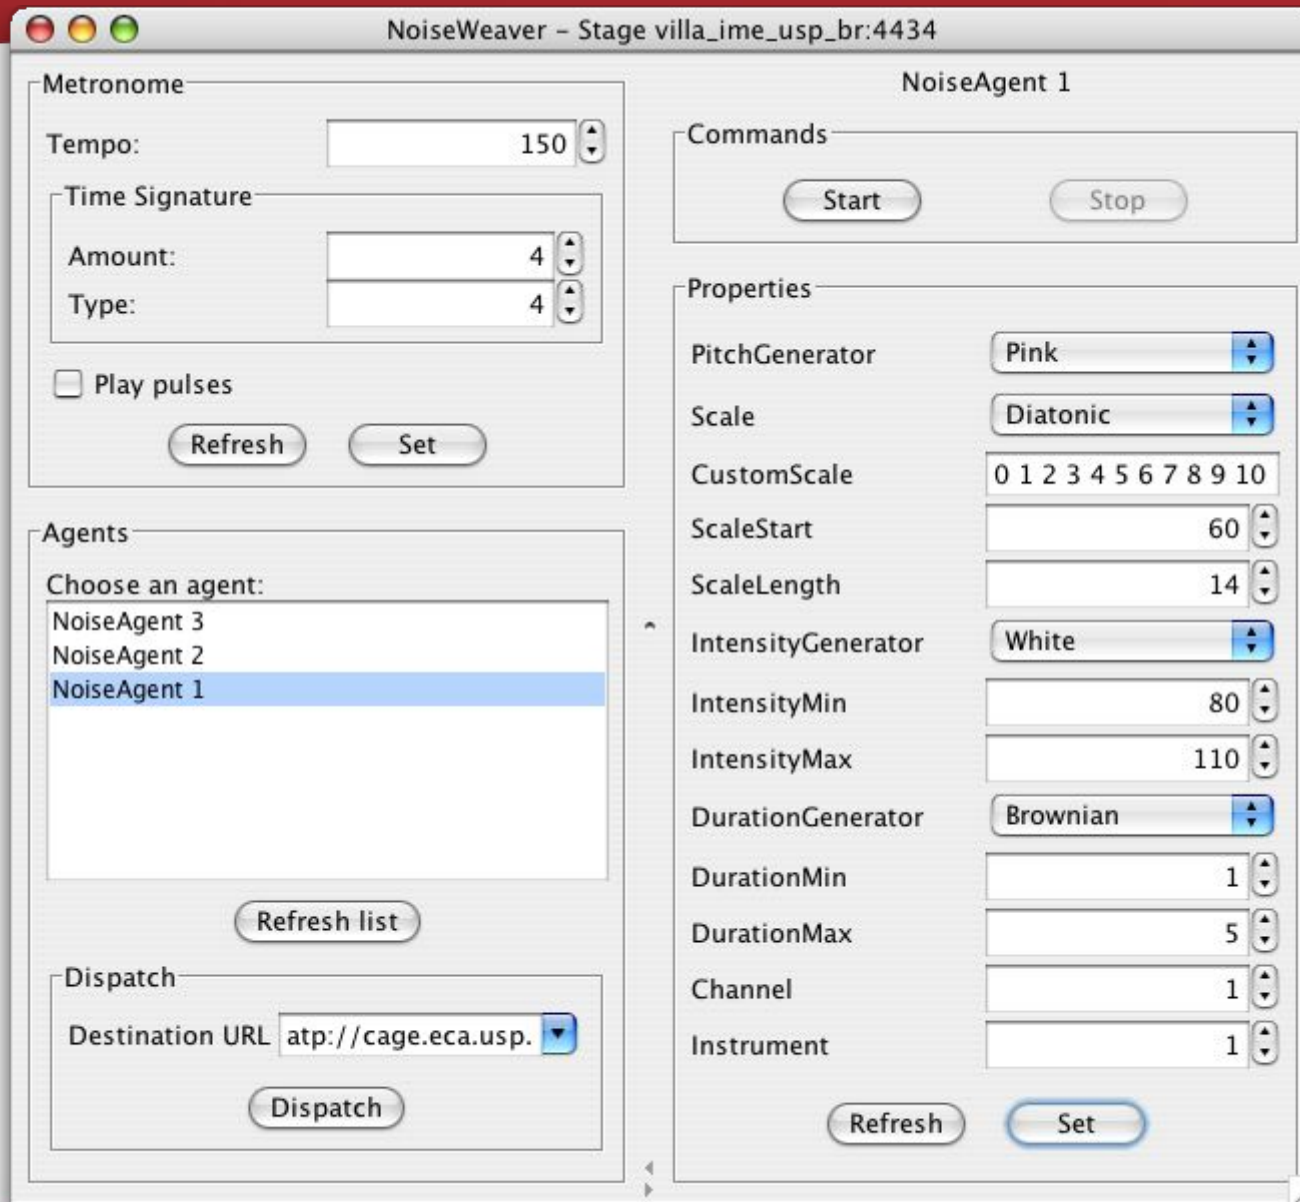 NoiseWeaver – Stage villa_ime_usp_br:4434
Metronome
Tempo: 150
Time Signature
Amount: 4
Type: 4
Play pulses
Refresh Set
Agents
Choose an agent:
NoiseAgent 3
NoiseAgent 2
NoiseAgent 1
Refresh list
Dispatch
Destination URL atp://cage.eca.usp.
Dispatch
NoiseAgent 1
Commands
Start Stop
Properties
PitchGenerator Pink
Scale Diatonic
CustomScale 0 1 2 3 4 5 6 7 8 9 10
ScaleStart 60
ScaleLength 14
IntensityGenerator White
IntensityMin 80
IntensityMax 110
DurationGenerator Brownian
DurationMin 1
DurationMax 5
Channel 1
Instrument 1
Refresh Set